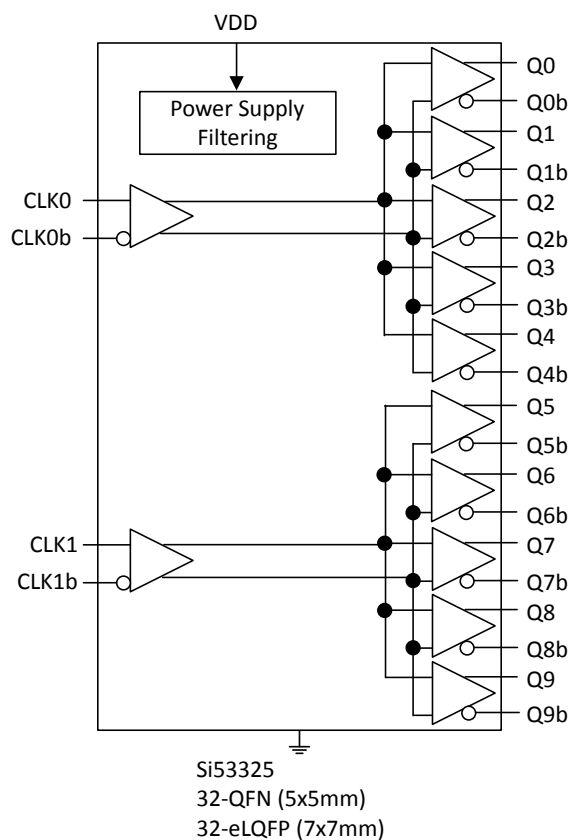 VDD
Power Supply
Filtering
CLK0
CLK0b
Q0
Q0b
Q1
Q1b
Q2
Q2b
Q3
Q3b
Q4
Q4b
CLK1
CLK1b
Q5
Q5b
Q6
Q6b
Q7
Q7b
Q8
Q8b
Q9
Q9b
Si53325
32-QFN (5x5mm)
32-eLQFP (7x7mm)